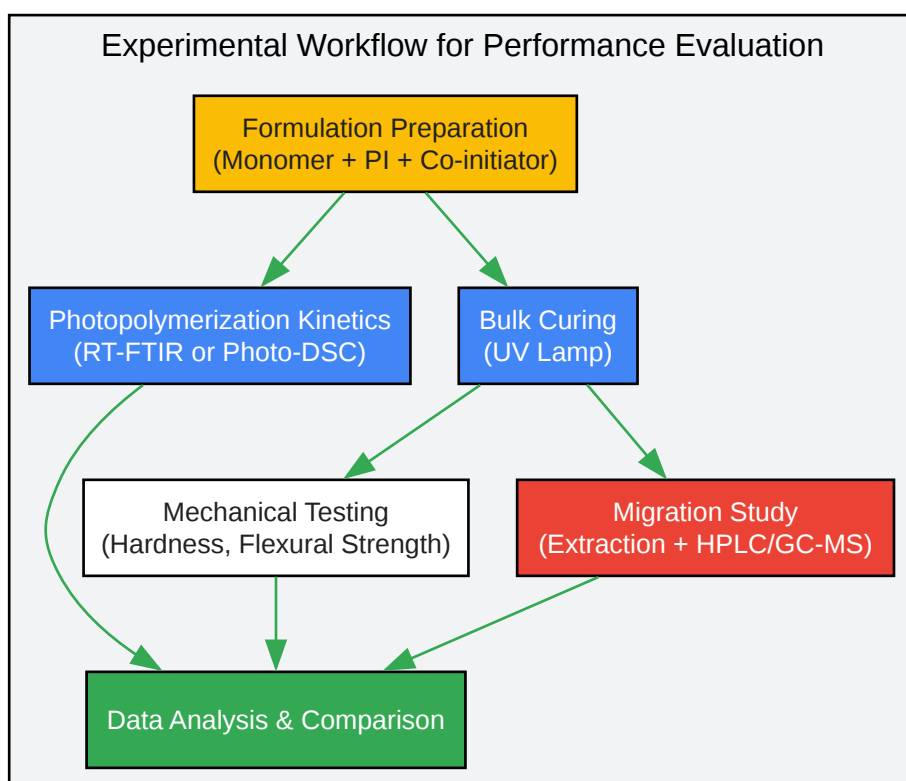 Experimental Workflow for Performance Evaluation
Formulation Preparation
(Monomer + PI + Co-initiator)
Photopolymerization Kinetics
(RT-FTIR or Photo-DSC)
Bulk Curing
(UV Lamp)
Mechanical Testing
(Hardness, Flexural Strength)
Migration Study
(Extraction + HPLC/GC-MS)
Data Analysis & Comparison